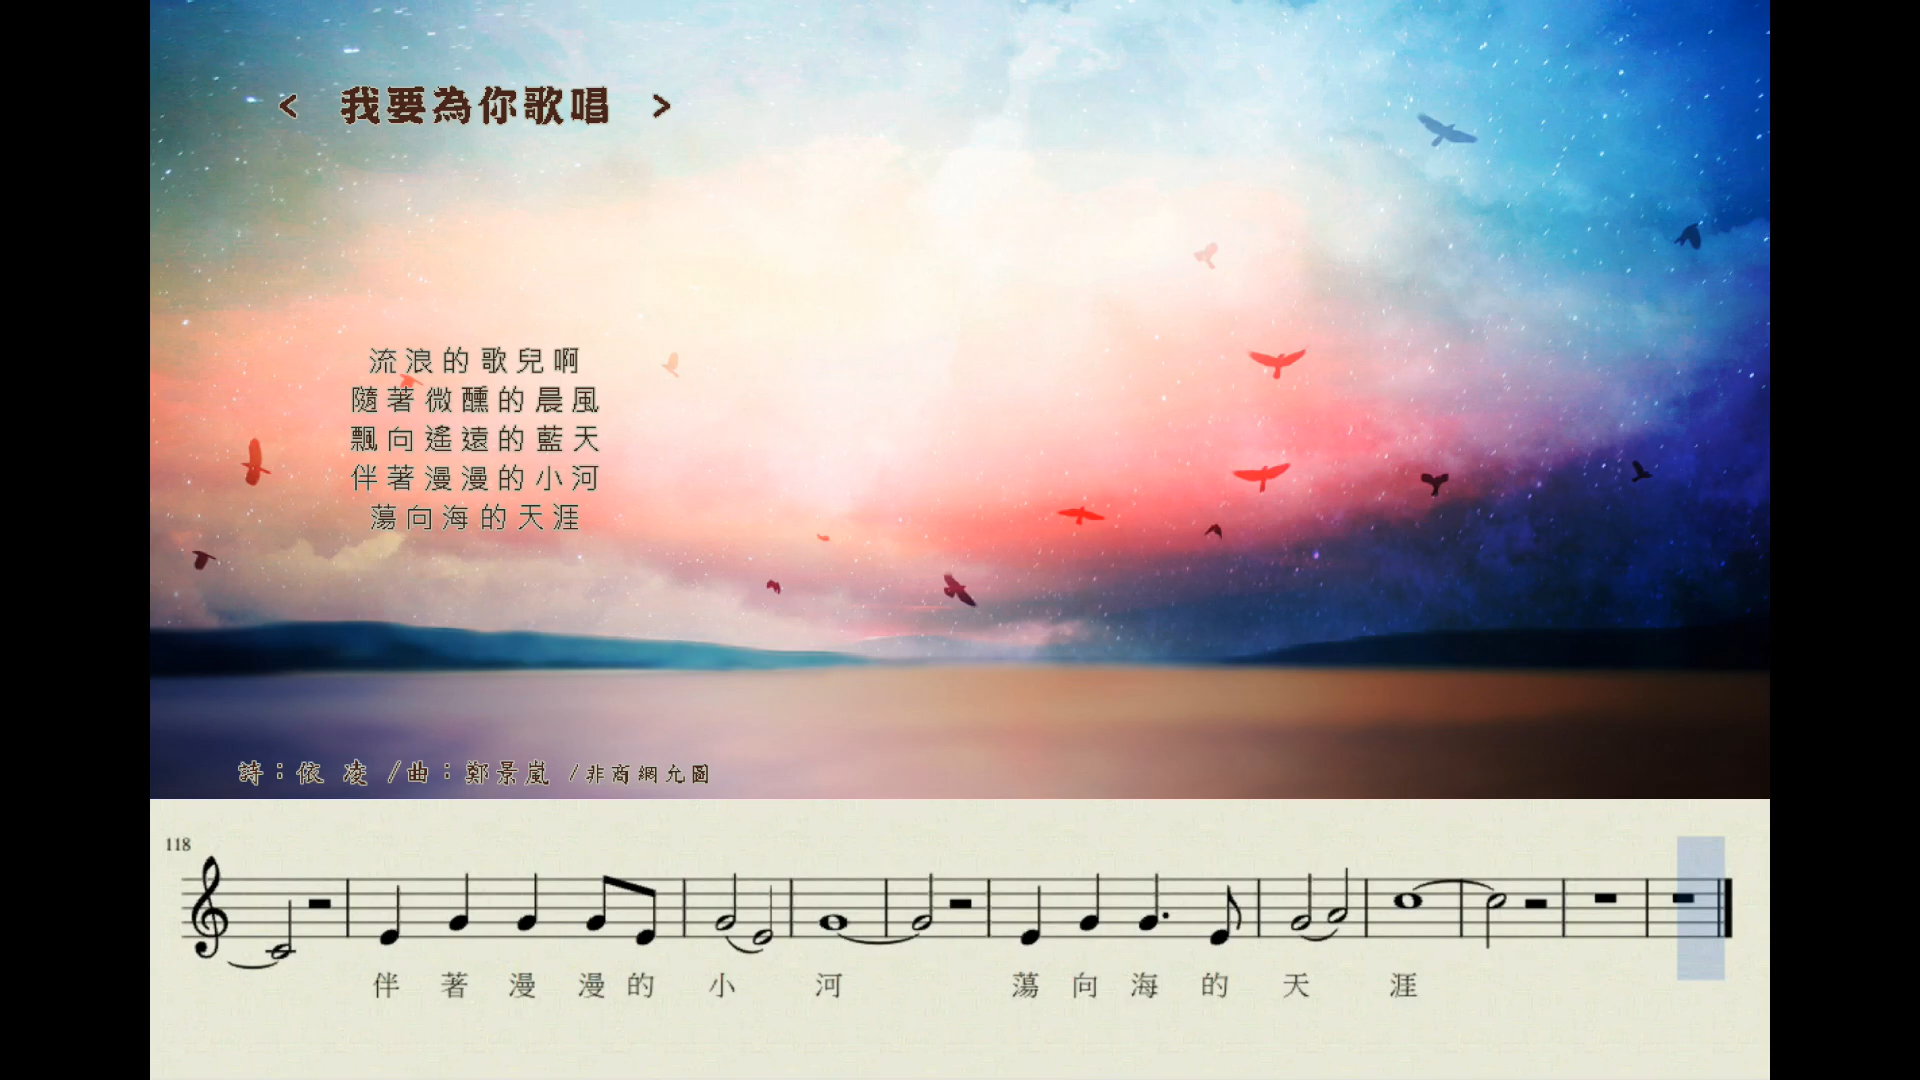 < 我要為你歌唱 >
流浪的歌兒啊
隨著微醺的晨風
飄向遙遠的藍天
伴著漫漫的小河
蕩向海的天涯
詩：依 凌 /曲：鄭景嵐 /非商網允圖
118
伴 著 漫 漫 的 小 河 蕩 向 海 的 天 涯